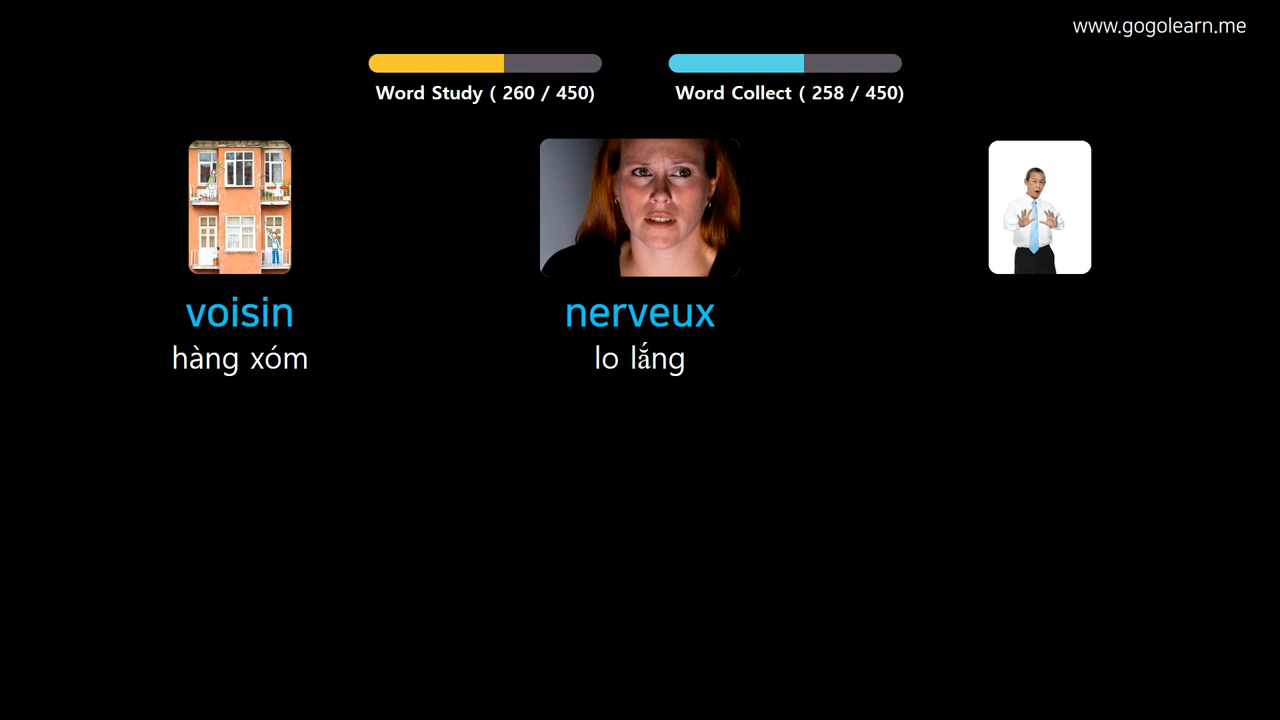 www.gogolearn.me
Word Study ( 260 / 450)
Word Collect ( 258 / 450)
voisin
hàng xóm
nerveux
lo lắng